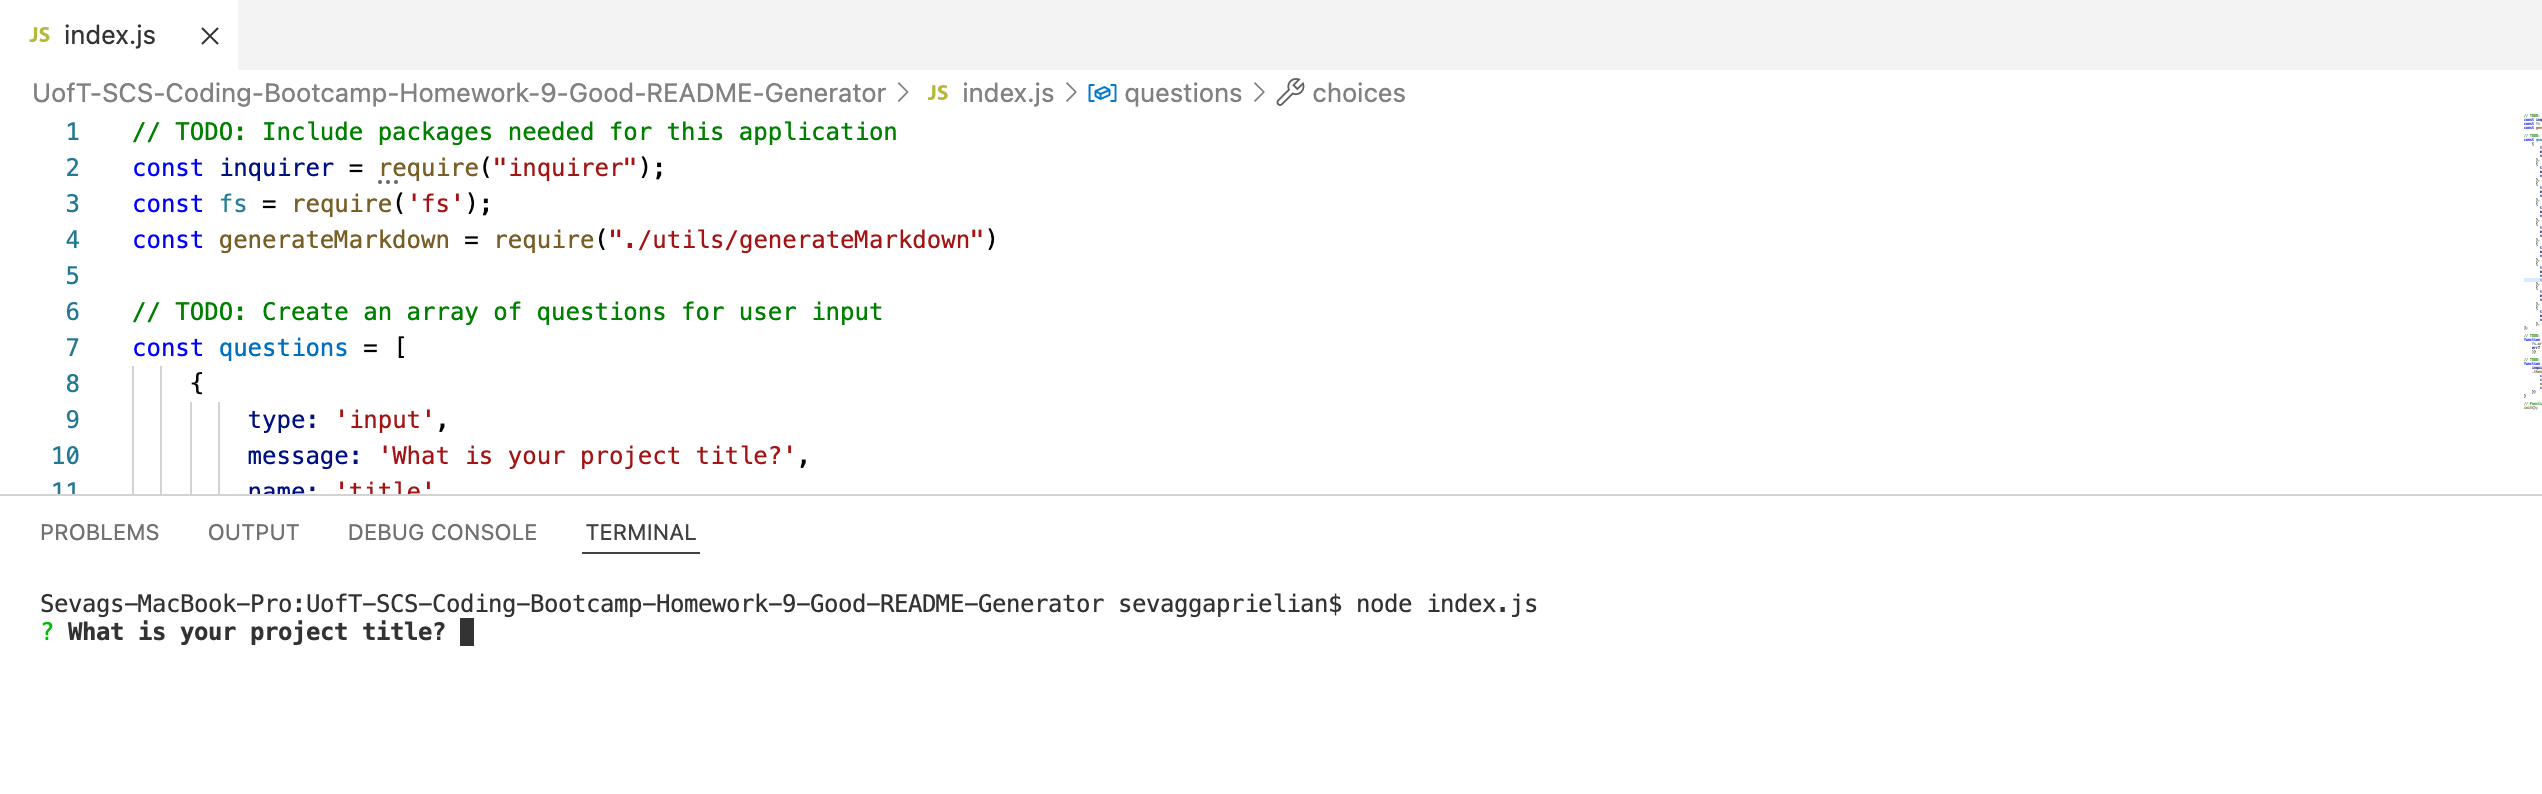 JS index.js ×
UofT-SCS-Coding-Bootcamp-Homework-9-Good-README-Generator > JS index.js > questions > choices
1 // TODO: Include packages needed for this application
2 const inquirer = require("inquirer");
3 const fs = require('fs');
4 const generateMarkdown = require("./utils/generateMarkdown")
5
6 // TODO: Create an array of questions for user input
7 const questions = [
8 {
9 type: 'input',
10 message: 'What is your project title?',
11 name: 'title'
PROBLEMS OUTPUT DEBUG CONSOLE TERMINAL
Sevags-MacBook-Pro:UofT-SCS-Coding-Bootcamp-Homework-9-Good-README-Generator sevaggaprielian$ node index.js
? What is your project title?